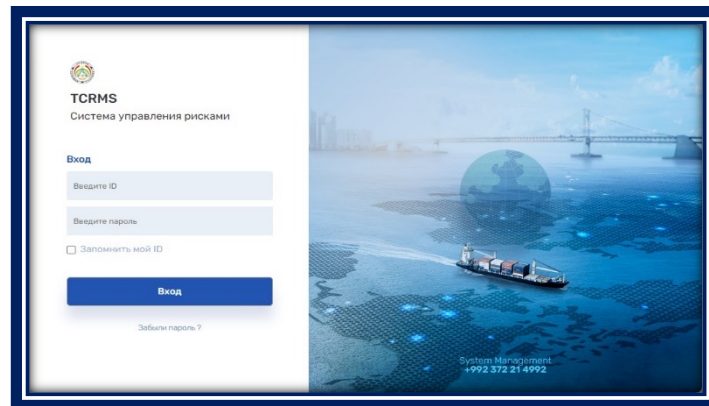 TCRMS
Система управления рисками
Вход
Введите ID
Введите пароль
Запомнить мой ID
Вход
Забыли пароль ?
System Management
+992 372 21 4992